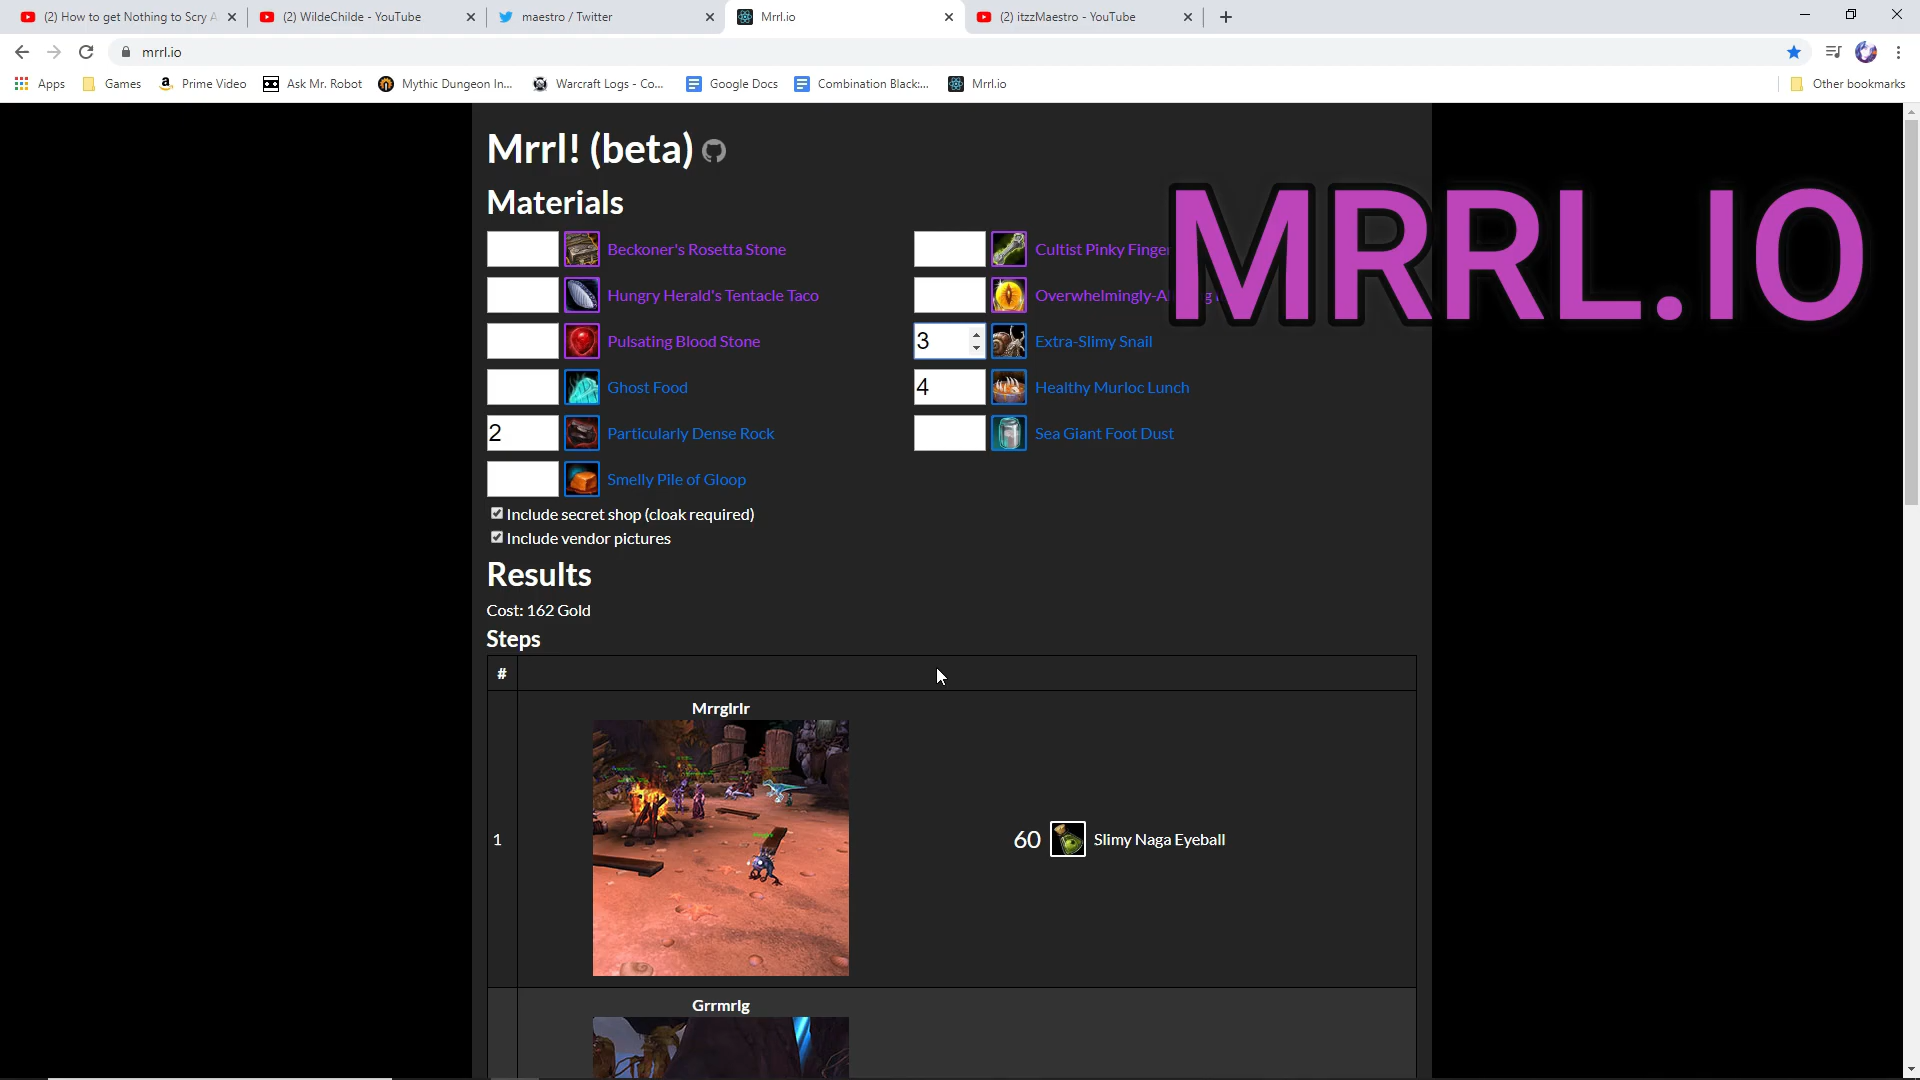 (2) How to get Nothing to Scry A
(2) WildeChilde - YouTube
maestro / Twitter
Mrrl.io
(2) itzzMaestro - YouTube
mrrl.io
Apps
Games
Prime Video
Ask Mr. Robot
Mythic Dungeon In...
Warcraft Logs - Co...
Google Docs
Combination Black:...
Mrrl.io
Other bookmarks
Mrrl! (beta)
MRRL.IO
Materials
Beckoner's Rosetta Stone
Cultist Pinky Finger
Hungry Herald's Tentacle Taco
Pulsating Blood Stone
3 Extra-Slimy Snail
Ghost Food
4 Healthy Murloc Lunch
2 Particularly Dense Rock
Sea Giant Foot Dust
Smelly Pile of Gloop
Include secret shop (cloak required)
Include vendor pictures
Results
Cost: 162 Gold
Steps
#
Mrrglrlr
1
60 Slimy Naga Eyeball
Grrmrlg